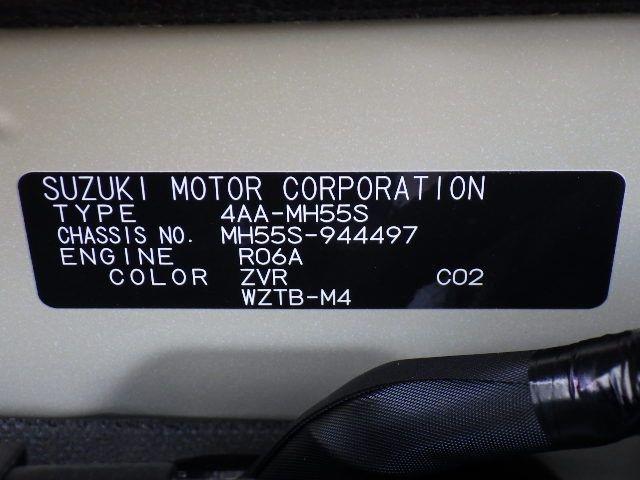 SUZUKI MOTOR CORPORATION
TYPE 4AA-MH55S
CHASSIS NO. MH55S-944497
ENGINE R06A
COLOR ZVR C02
WZTB-M4